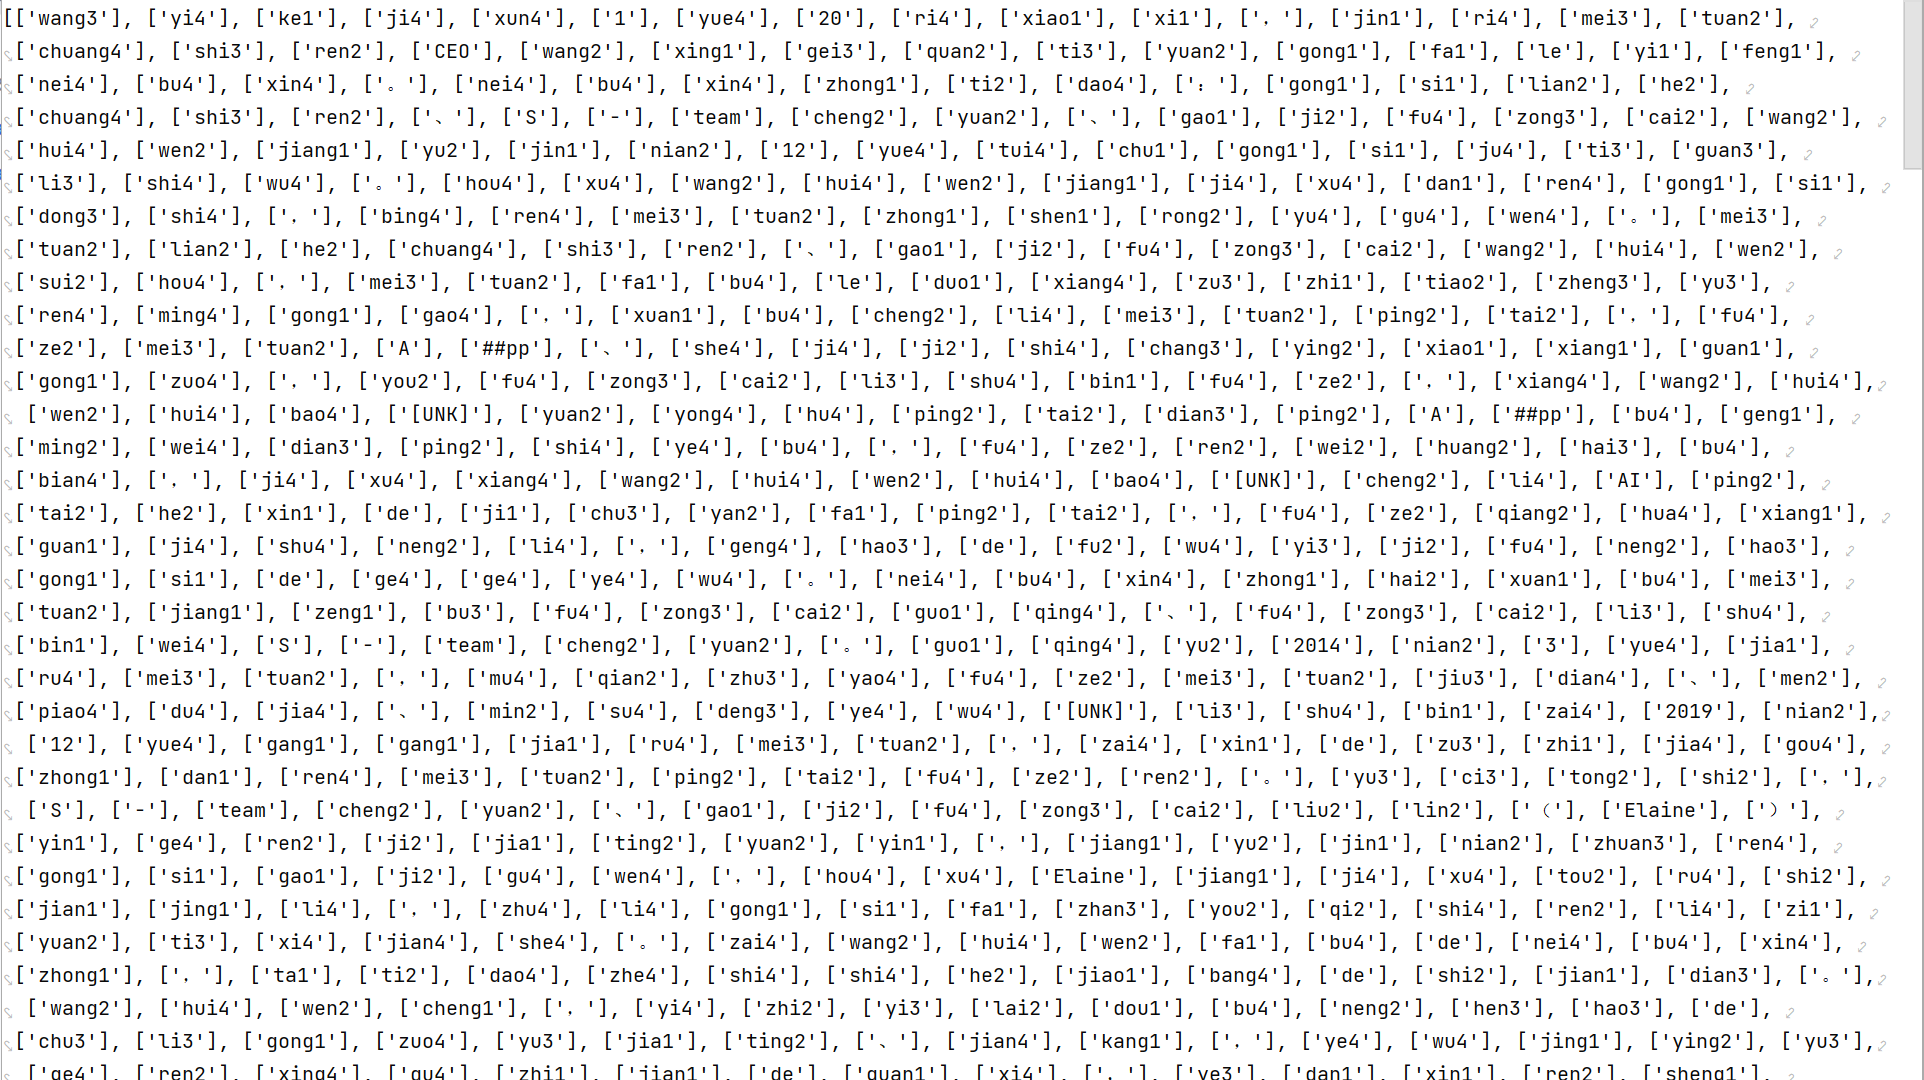 [['wang3'], ['yi4'], ['ke1'], ['ji4'], ['xun4'], ['1'], ['yue4'], ['20'], ['ri4'], ['xiao1'], ['xi1'], ['，'], ['jin1'], ['ri4'], ['mei3'], ['tuan2'],
['chuang4'], ['shi3'], ['ren2'], ['CEO'], ['wang2'], ['xing1'], ['gei3'], ['quan2'], ['ti3'], ['yuan2'], ['gong1'], ['fa1'], ['le'], ['yi1'], ['feng1'],
['nei4'], ['bu4'], ['xin4'], ['。'], ['nei4'], ['bu4'], ['xin4'], ['zhong1'], ['ti2'], ['dao4'], ['：'], ['gong1'], ['si1'], ['lian2'], ['he2'],
['chuang4'], ['shi3'], ['ren2'], ['、'], ['S'], ['-'], ['team'], ['cheng2'], ['yuan2'], ['、'], ['gao1'], ['ji2'], ['fu4'], ['zong3'], ['cai2'], ['wang2'],
['hui4'], ['wen2'], ['jiang1'], ['yu2'], ['jin1'], ['nian2'], ['12'], ['yue4'], ['tui4'], ['chu1'], ['gong1'], ['si1'], ['ju4'], ['ti3'], ['guan3'],
['li3'], ['shi4'], ['wu4'], ['。'], ['hou4'], ['xu4'], ['wang2'], ['hui4'], ['wen2'], ['jiang1'], ['ji4'], ['xu4'], ['dan1'], ['ren4'], ['gong1'], ['si1'],
['dong3'], ['shi4'], ['，'], ['bing4'], ['ren4'], ['mei3'], ['tuan2'], ['zhong1'], ['shen1'], ['rong2'], ['yu4'], ['gu4'], ['wen4'], ['。'], ['mei3'],
['tuan2'], ['lian2'], ['he2'], ['chuang4'], ['shi3'], ['ren2'], ['、'], ['gao1'], ['ji2'], ['fu4'], ['zong3'], ['cai2'], ['wang2'], ['hui4'], ['wen2'],
['sui2'], ['hou4'], ['，'], ['mei3'], ['tuan2'], ['fa1'], ['bu4'], ['le'], ['duo1'], ['xiang4'], ['zu3'], ['zhi1'], ['tiao2'], ['zheng3'], ['yu3'],
['ren4'], ['ming4'], ['gong1'], ['gao4'], ['，'], ['xuan1'], ['bu4'], ['cheng2'], ['li4'], ['mei3'], ['tuan2'], ['ping2'], ['tai2'], ['，'], ['fu4'],
['ze2'], ['mei3'], ['tuan2'], ['A'], ['##pp'], ['、'], ['she4'], ['ji4'], ['ji2'], ['shi4'], ['chang3'], ['ying2'], ['xiao1'], ['xiang1'], ['guan1'],
['gong1'], ['zuo4'], ['，'], ['you2'], ['fu4'], ['zong3'], ['cai2'], ['li3'], ['shu4'], ['bin1'], ['fu4'], ['ze2'], ['，'], ['xiang4'], ['wang2'], ['hui4'],
['wen2'], ['hui4'], ['bao4'], ['[UNK]'], ['yuan2'], ['yong4'], ['hu4'], ['ping2'], ['tai2'], ['dian3'], ['ping2'], ['A'], ['##pp'], ['bu4'], ['geng1'],
['ming2'], ['wei4'], ['dian3'], ['ping2'], ['shi4'], ['ye4'], ['bu4'], ['，'], ['fu4'], ['ze2'], ['ren2'], ['wei2'], ['huang2'], ['hai3'], ['bu4'],
['bian4'], ['，'], ['ji4'], ['xu4'], ['xiang4'], ['wang2'], ['hui4'], ['wen2'], ['hui4'], ['bao4'], ['[UNK]'], ['cheng2'], ['li4'], ['AI'], ['ping2'],
['tai2'], ['he2'], ['xin1'], ['de'], ['ji1'], ['chu3'], ['yan2'], ['fa1'], ['ping2'], ['tai2'], ['，'], ['fu4'], ['ze2'], ['qiang2'], ['hua4'], ['xiang1'],
['guan1'], ['ji4'], ['shu4'], ['neng2'], ['li4'], ['，'], ['geng4'], ['hao3'], ['de'], ['fu2'], ['wu4'], ['yi3'], ['ji2'], ['fu4'], ['neng2'], ['hao3'],
['gong1'], ['si1'], ['de'], ['ge4'], ['ge4'], ['ye4'], ['wu4'], ['。'], ['nei4'], ['bu4'], ['xin4'], ['zhong1'], ['hai2'], ['xuan1'], ['bu4'], ['mei3'],
['tuan2'], ['jiang1'], ['zeng1'], ['bu3'], ['fu4'], ['zong3'], ['cai2'], ['guo1'], ['qing4'], ['、'], ['fu4'], ['zong3'], ['cai2'], ['li3'], ['shu4'],
['bin1'], ['wei4'], ['S'], ['-'], ['team'], ['cheng2'], ['yuan2'], ['。'], ['guo1'], ['qing4'], ['yu2'], ['2014'], ['nian2'], ['3'], ['yue4'], ['jia1'],
['ru4'], ['mei3'], ['tuan2'], ['，'], ['mu4'], ['qian2'], ['zhu3'], ['yao4'], ['fu4'], ['ze2'], ['mei3'], ['tuan2'], ['jiu3'], ['dian4'], ['、'], ['men2'],
['piao4'], ['du4'], ['jia4'], ['、'], ['min2'], ['su4'], ['deng3'], ['ye4'], ['wu4'], ['[UNK]'], ['li3'], ['shu4'], ['bin1'], ['zai4'], ['2019'], ['nian2'],
['12'], ['yue4'], ['gang1'], ['gang1'], ['jia1'], ['ru4'], ['mei3'], ['tuan2'], ['，'], ['zai4'], ['xin1'], ['de'], ['zu3'], ['zhi1'], ['jia4'], ['gou4'],
['zhong1'], ['dan1'], ['ren4'], ['mei3'], ['tuan2'], ['ping2'], ['tai2'], ['fu4'], ['ze2'], ['ren2'], ['。'], ['yu3'], ['ci3'], ['tong2'], ['shi2'], ['，'],
['S'], ['-'], ['team'], ['cheng2'], ['yuan2'], ['、'], ['gao1'], ['ji2'], ['fu4'], ['zong3'], ['cai2'], ['liu2'], ['lin2'], ['（'], ['Elaine'], ['）'],
['yin1'], ['ge4'], ['ren2'], ['ji2'], ['jia1'], ['ting2'], ['yuan2'], ['yin1'], ['，'], ['jiang1'], ['yu2'], ['jin1'], ['nian2'], ['zhuan3'], ['ren4'],
['gong1'], ['si1'], ['gao1'], ['ji2'], ['gu4'], ['wen4'], ['，'], ['hou4'], ['xu4'], ['Elaine'], ['jiang1'], ['ji4'], ['xu4'], ['tou2'], ['ru4'], ['shi2'],
['jian1'], ['jing1'], ['li4'], ['，'], ['zhu4'], ['li4'], ['gong1'], ['si1'], ['fa1'], ['zhan3'], ['you2'], ['qi2'], ['shi4'], ['ren2'], ['li4'], ['zi1'],
['yuan2'], ['ti3'], ['xi4'], ['jian4'], ['she4'], ['。'], ['zai4'], ['wang2'], ['hui4'], ['wen2'], ['fa1'], ['bu4'], ['de'], ['nei4'], ['bu4'], ['xin4'],
['zhong1'], ['，'], ['ta1'], ['ti2'], ['dao4'], ['zhe4'], ['shi4'], ['shi4'], ['he2'], ['jiao1'], ['bang4'], ['de'], ['shi2'], ['jian1'], ['dian3'], ['。'],
['wang2'], ['hui4'], ['wen2'], ['cheng1'], ['，'], ['yi4'], ['zhi2'], ['yi3'], ['lai2'], ['dou1'], ['bu4'], ['neng2'], ['hen3'], ['hao3'], ['de'],
['chu3'], ['li3'], ['gong1'], ['zuo4'], ['yu3'], ['jia1'], ['ting2'], ['、'], ['jian4'], ['kang1'], ['，'], ['ye4'], ['wu4'], ['jing1'], ['ying2'], ['yu3'],
['ge4'], ['ren2'], ['xing4'], ['gu4'], ['zhi1'], ['jian1'], ['de'], ['guan1'], ['xi4'], ['，'], ['ye3'], ['dan1'], ['xin1'], ['ren2'], ['sheng1'],